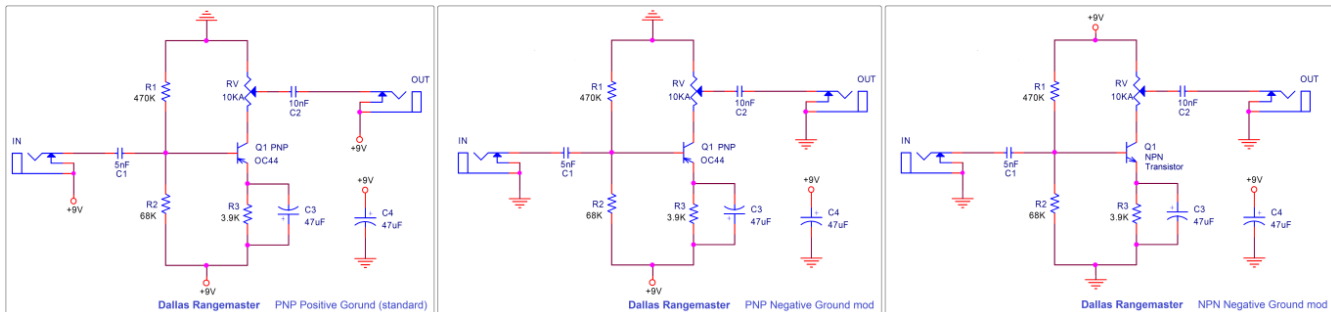 R1
470K
RV
10KA
10nF
C2
OUT
+9V
IN
5nF
C1
Q1 PNP
OC44
+9V
R2
68K
R3
3.9K
C3
47uF
+9V
C4
47uF
+
+
+9V
Dallas Rangemaster PNP Positive Gorund (standard)
R1
470K
RV
10KA
10nF
C2
OUT
IN
5nF
C1
Q1 PNP
OC44
R2
68K
R3
3.9K
C3
47uF
+9V
C4
47uF
+
+
+9V
Dallas Rangemaster PNP Negative Ground mod
+9V
R1
470K
RV
10KA
10nF
C2
OUT
IN
5nF
C1
Q1
NPN
Transistor
R2
68K
R3
3.9K
C3
47uF
+9V
C4
47uF
+
+
Dallas Rangemaster NPN Negative Ground mod